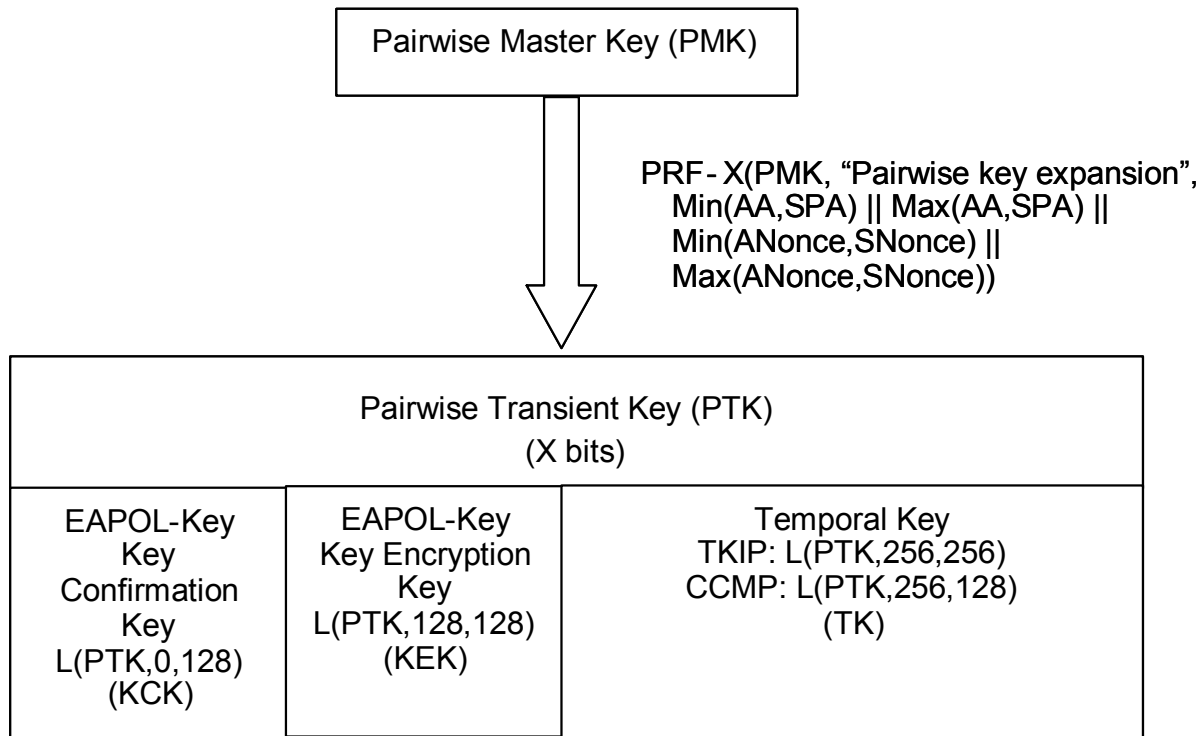 Pairwise Master Key (PMK)
PRF- X(PMK, “Pairwise key expansion”,
Min(AA,SPA) || Max(AA,SPA) ||
Min(ANonce,SNonce) ||
Max(ANonce,SNonce))
Pairwise Transient Key (PTK)
(X bits)
EAPOL-Key
Key
Confirmation
Key
L(PTK,0,128)
(KCK)
EAPOL-Key
Key Encryption
Key
L(PTK,128,128)
(KEK)
Temporal Key
TKIP: L(PTK,256,256)
CCMP: L(PTK,256,128)
(TK)